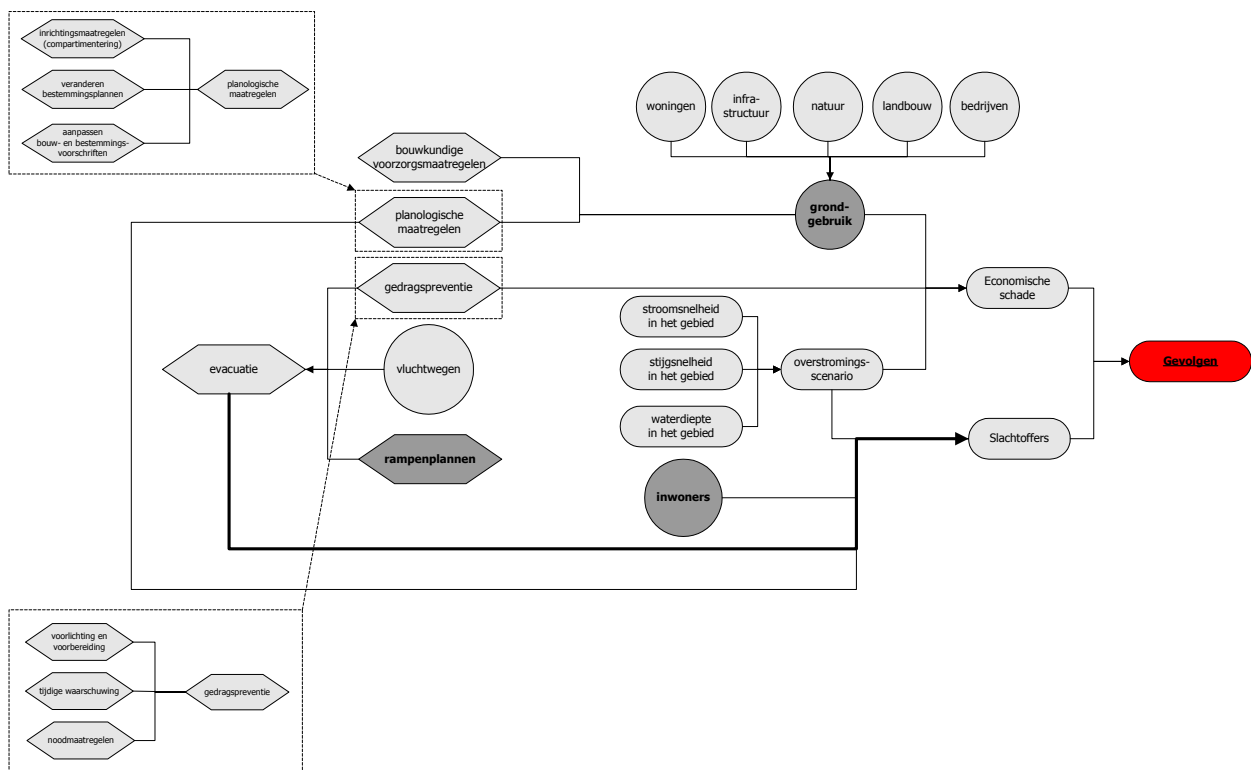 inrichtingsmaatregelen
(compartimentering)
veranderen
bestemmingsplannen
aanpassen
bouw- en bestemmings-
voorschriften
planologische
maatregelen
woningen
infra-
structuur
natuur
landbouw
bedrijven
bouwkundige
voorzorgsmaatregelen
planologische
maatregelen
grond-
gebruik
gedragspreventie
Economische
schade
stroomsnelheid
in het gebied
stijgsnelheid
in het gebied
waterdiepte
in het gebied
overstromings-
scenario
evacuatie
vluchtwegen
Gevolgen
rampenplannen
Slachtoffers
inwoners
voorlichting en
voorbereiding
tijdige waarschuwing
noodmaatregelen
gedragspreventie